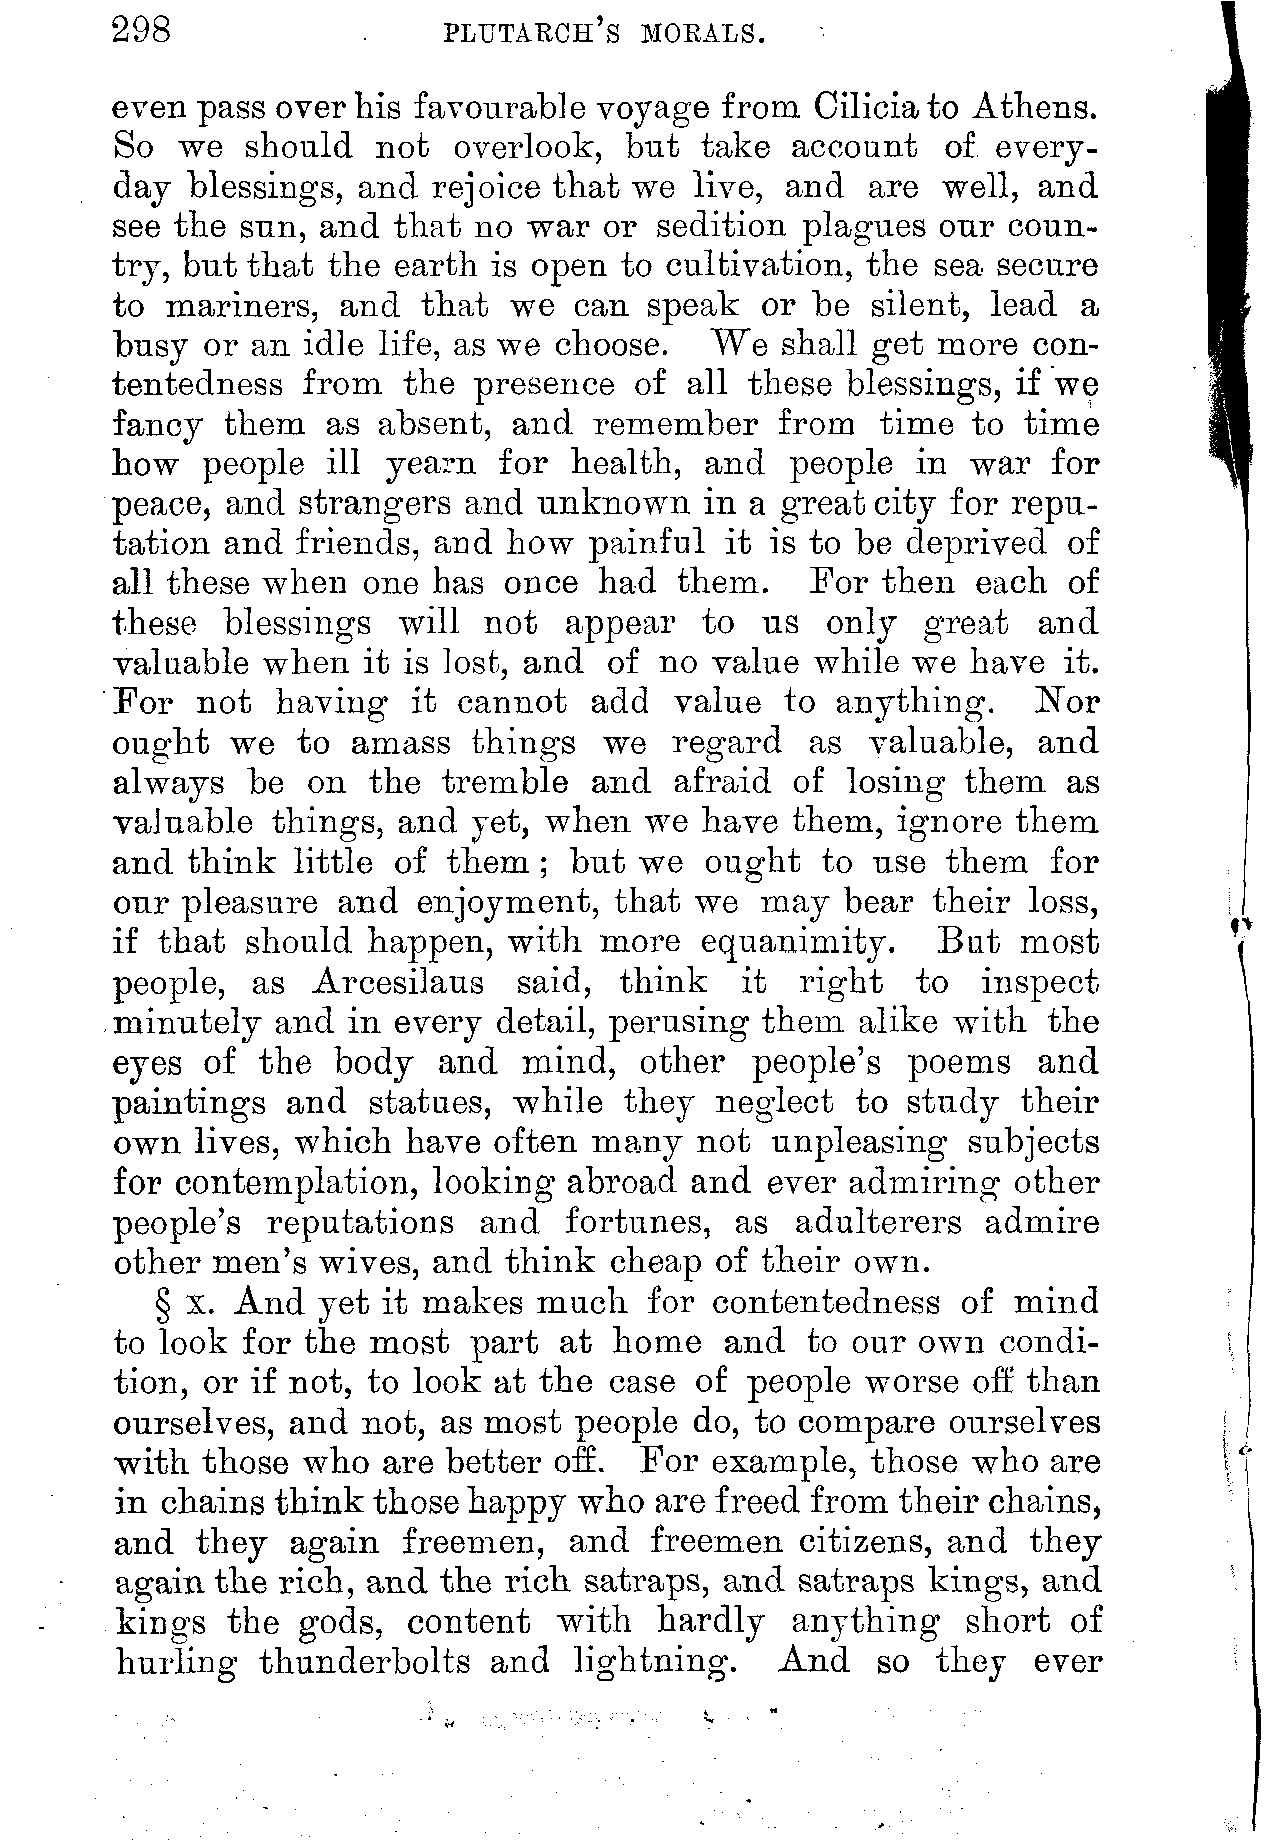 298 PLUTARCH'S MORALS.
even pass over his favourable voyage from Cilicia to Athens.
So we should not overlook, but take account of every-
day blessings, and rejoice that we live, and are well, and
see the sun, and that no war or sedition plagues our coun-
try, but that the earth is open to cultivation, the sea secure
to mariners, and that we can speak or be silent, lead a
busy or an idle life, as we choose. We shall get more con-
tentedness from the presence of all these blessings, if we
fancy them as absent, and remember from time to time
how people ill yearn for health, and people in war for
peace, and strangers and unknown in a great city for repu-
tation and friends, and how painful it is to be deprived of
all these when one has once had them. For then each of
these blessings will not appear to us only great and
valuable when it is lost, and of no value while we have it.
For not having it cannot add value to anything. Nor
ought we to amass things we regard as valuable, and
always be on the tremble and afraid of losing them as
valuable things, and yet, when we have them, ignore them
and think little of them; but we ought to use them for
our pleasure and enjoyment, that we may bear their loss,
if that should happen, with more equanimity. But most
people, as Arcesilaus said, think it right to inspect
minutely and in every detail, perusing them alike with the
eyes of the body and mind, other people's poems and
paintings and statues, while they neglect to study their
own lives, which have often many not unpleasing subjects
for contemplation, looking abroad and ever admiring other
people's reputations and fortunes, as adulterers admire
other men's wives, and think cheap of their own.
§ X. And yet it makes much for contentedness of mind
to look for the most part at home and to our own condi-
tion, or if not, to look at the case of people worse off than
ourselves, and not, as most people do, to compare ourselves
with those who are better off. For example, those who are
in chains think those happy who are freed from their chains,
and they again freemen, and freemen citizens, and they
again the rich, and the rich satraps, and satraps kings, and
kings the gods, content with hardly anything short of
hurling thunderbolts and lightning. And so they ever